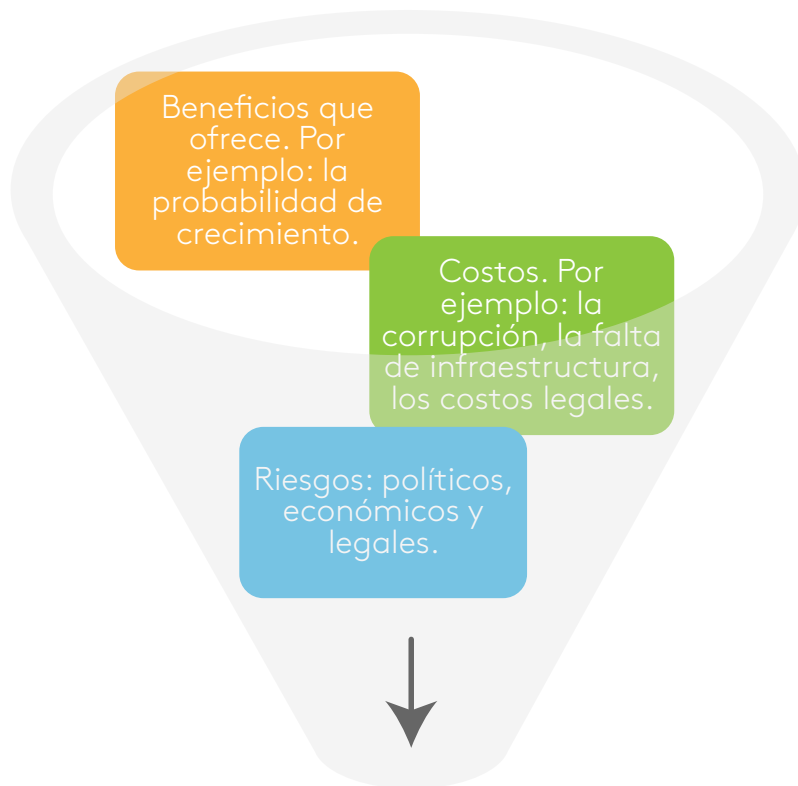 Beneficios que
ofrece. Por
ejemplo: la
probabilidad de
crecimiento.
Costos. Por
ejemplo: la
corrupción, la falta
de infraestructura,
los costos legales.
Riesgos: políticos,
económicos y
legales.